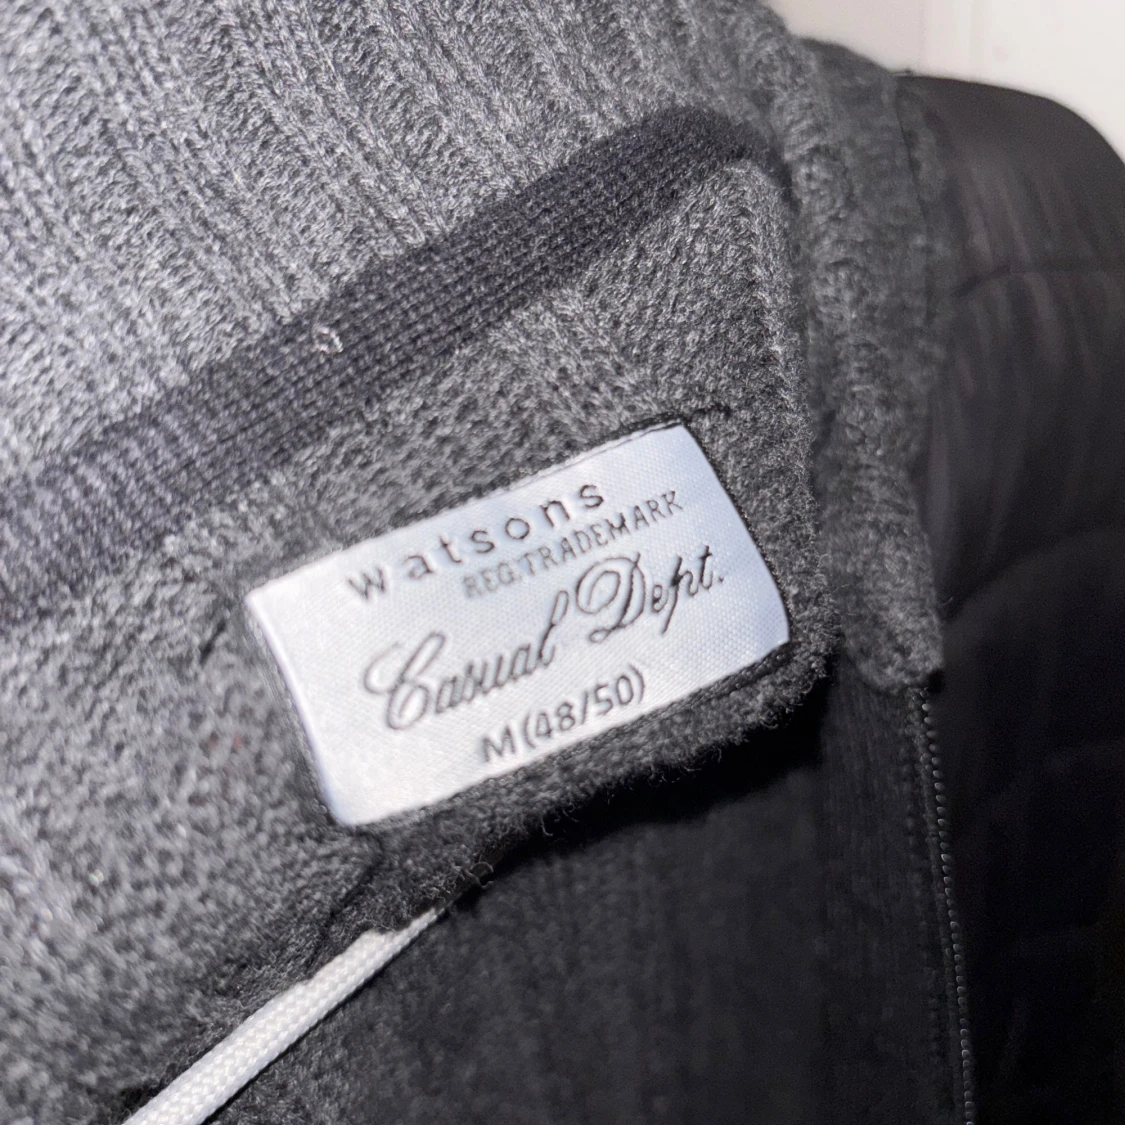 watsons
REG.TRADEMARK
Casual Dept.
M(48/50)